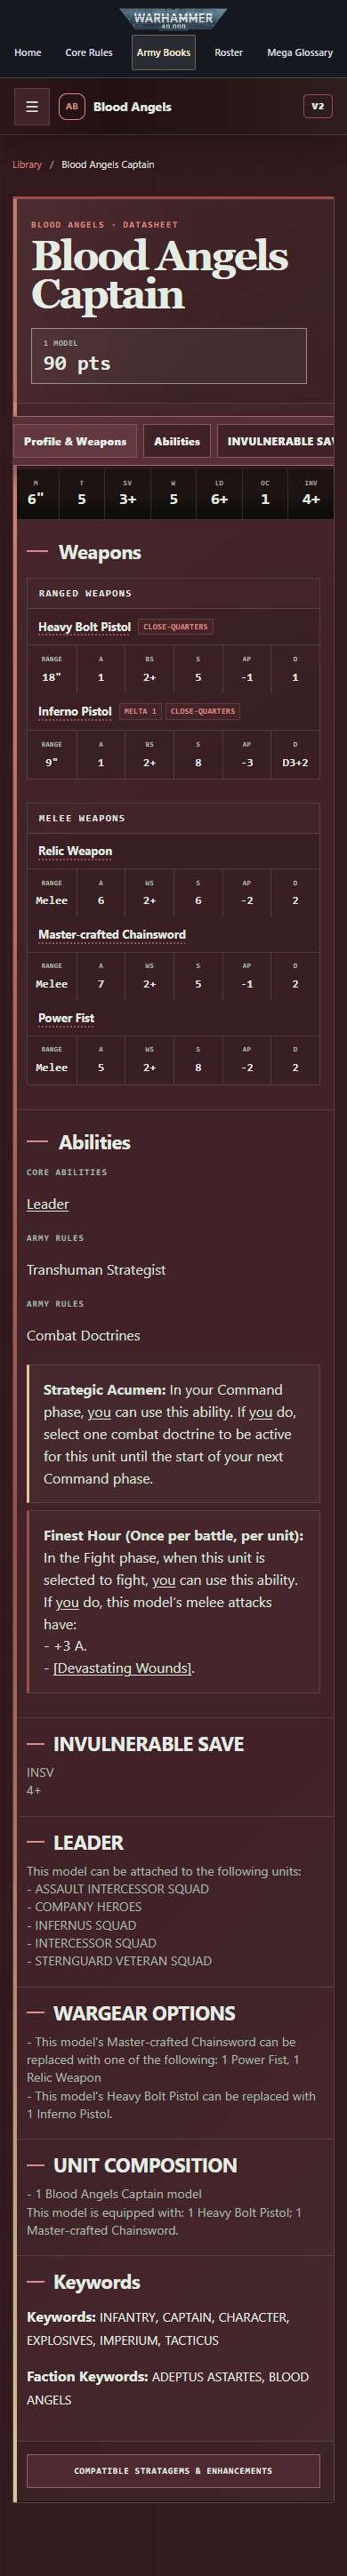 WARHAMMER
40,000
Home Core Rules Army Books Roster Mega Glossary
☰ AB Blood Angels V2
Library / Blood Angels Captain
BLOOD ANGELS · DATASHEET
Blood Angels
Captain
1 MODEL
90 pts
Profile & Weapons Abilities INVULNERABLE SAV
M T SV W LD OC INV
6" 5 3+ 5 6+ 1 4+
Weapons
RANGED WEAPONS
Heavy Bolt Pistol CLOSE-QUARTERS
RANGE A BS S AP D
18" 1 2+ 5 -1 1
Inferno Pistol MELTA 1 CLOSE-QUARTERS
RANGE A BS S AP D
9" 1 2+ 8 -3 D3+2
MELEE WEAPONS
Relic Weapon
RANGE A WS S AP D
Melee 6 2+ 6 -2 2
Master-crafted Chainsword
RANGE A WS S AP D
Melee 7 2+ 5 -1 2
Power Fist
RANGE A WS S AP D
Melee 5 2+ 8 -2 2
Abilities
CORE ABILITIES
Leader
ARMY RULES
Transhuman Strategist
ARMY RULES
Combat Doctrines
Strategic Acumen: In your Command
phase, you can use this ability. If you do,
select one combat doctrine to be active
for this unit until the start of your next
Command phase.
Finest Hour (Once per battle, per unit):
In the Fight phase, when this unit is
selected to fight, you can use this ability.
If you do, this model's melee attacks
have:
- +3 A.
- [Devastating Wounds].
INVULNERABLE SAVE
INSV
4+
LEADER
This model can be attached to the following units:
- ASSAULT INTERCESSOR SQUAD
- COMPANY HEROES
- INFERNUS SQUAD
- INTERCESSOR SQUAD
- STERNGUARD VETERAN SQUAD
WARGEAR OPTIONS
- This model's Master-crafted Chainsword can be
replaced with one of the following: 1 Power Fist, 1
Relic Weapon
- This model's Heavy Bolt Pistol can be replaced with
1 Inferno Pistol.
UNIT COMPOSITION
- 1 Blood Angels Captain model
This model is equipped with: 1 Heavy Bolt Pistol; 1
Master-crafted Chainsword.
Keywords
Keywords: INFANTRY, CAPTAIN, CHARACTER,
EXPLOSIVES, IMPERIUM, TACTICUS
Faction Keywords: ADEPTUS ASTARTES, BLOOD
ANGELS
COMPATIBLE STRATAGEMS & ENHANCEMENTS